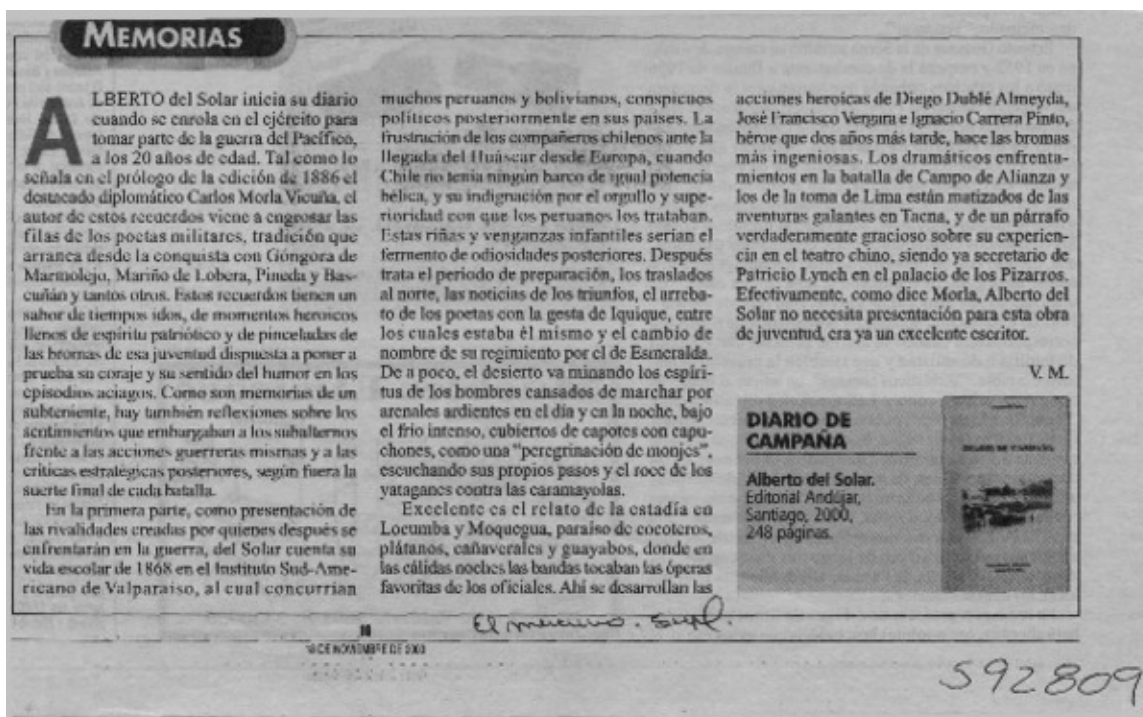 MEMORIAS
ALBERTO del Solar inicia su diario
cuando se enrola en el ejército para
tomar parte de la guerra del Pacífico,
a los 20 años de edad. Tal como lo
señala en el prólogo de la edición de 1886 el
destacado diplomático Carlos Morla Vicuña, el
autor de estos recuerdos viene a engrosar las
filas de los poetas militares, tradición que
arranca desde la conquista con Góngora de
Marmolejo, Mariño de Lobera, Pineda y Bas-
cuñán y tantos otros. Estos recuerdos tienen un
sabor de tiempos idos, de momentos heroicos
llenos de espíritu patriótico y de pinceladas de
las bromas de esa juventud dispuesta a poner a
prueba su coraje y su sentido del humor en los
episodios aciagos. Como son memorias de un
subteniente, hay también reflexiones sobre los
sentimientos que embargaban a los subalternos
frente a las acciones guerreras mismas y a las
críticas estratégicas posteriores, según fuera la
suerte final de cada batalla.
En la primera parte, como presentación de
las rivalidades creadas por quienes después se
enfrentarán en la guerra, del Solar cuenta su
vida escolar de 1868 en el Instituto Sud-Ame-
ricano de Valparaíso, al cual concurrían
muchos peruanos y bolivianos, conspicuos
políticos posteriormente en sus países. La
frustración de los compañeros chilenos ante la
llegada del Huáscar desde Europa, cuando
Chile no tenía ningún barco de igual potencia
bélica, y su indignación por el orgullo y supe-
rioridad con que los peruanos los trataban.
Estas riñas y venganzas infantiles serían el
fermento de odiosidades posteriores. Después
trata el período de preparación, los traslados
al norte, las noticias de los triunfos, el arreba-
to de los poetas con la gesta de Iquique, entre
los cuales estaba él mismo y el cambio de
nombre de su regimiento por el de Esmeralda.
De a poco, el desierto va minando los espíri-
tus de los hombres cansados de marchar por
arenales ardientes en el día y en la noche, bajo
el frío intenso, cubiertos de capotes con capu-
chones, como una "peregrinación de monjes",
escuchando sus propios pasos y el roce de los
yataganes contra las caramayolas.
Excelente es el relato de la estadía en
Locumba y Moquegua, paraíso de cocoteros,
plátanos, cañaverales y guayabos, donde en
las cálidas noches las bandas tocaban las óperas
favoritas de los oficiales. Ahí se desarrollan las
acciones heroicas de Diego Dublé Almeyda,
José Francisco Vergara e Ignacio Carrera Pinto,
héroe que dos años más tarde, hace las bromas
más ingeniosas. Los dramáticos enfrenta-
mientos en la batalla de Campo de Alianza y
los de la toma de Lima están matizados de las
aventuras galantes en Tacna, y de un párrafo
verdaderamente gracioso sobre su experien-
cia en el teatro chino, siendo ya secretario de
Patricio Lynch en el palacio de los Pizarros.
Efectivamente, como dice Morla, Alberto del
Solar no necesita presentación para esta obra
de juventud, era ya un excelente escritor.
V. M.
DIARIO DE
CAMPAÑA
Alberto del Solar.
Editorial Andújar,
Santiago, 2000,
248 páginas.
DIARIO DE CAMPAÑA
El mercurio. Supl.
DE NOVIEMBRE DE 2000
592809